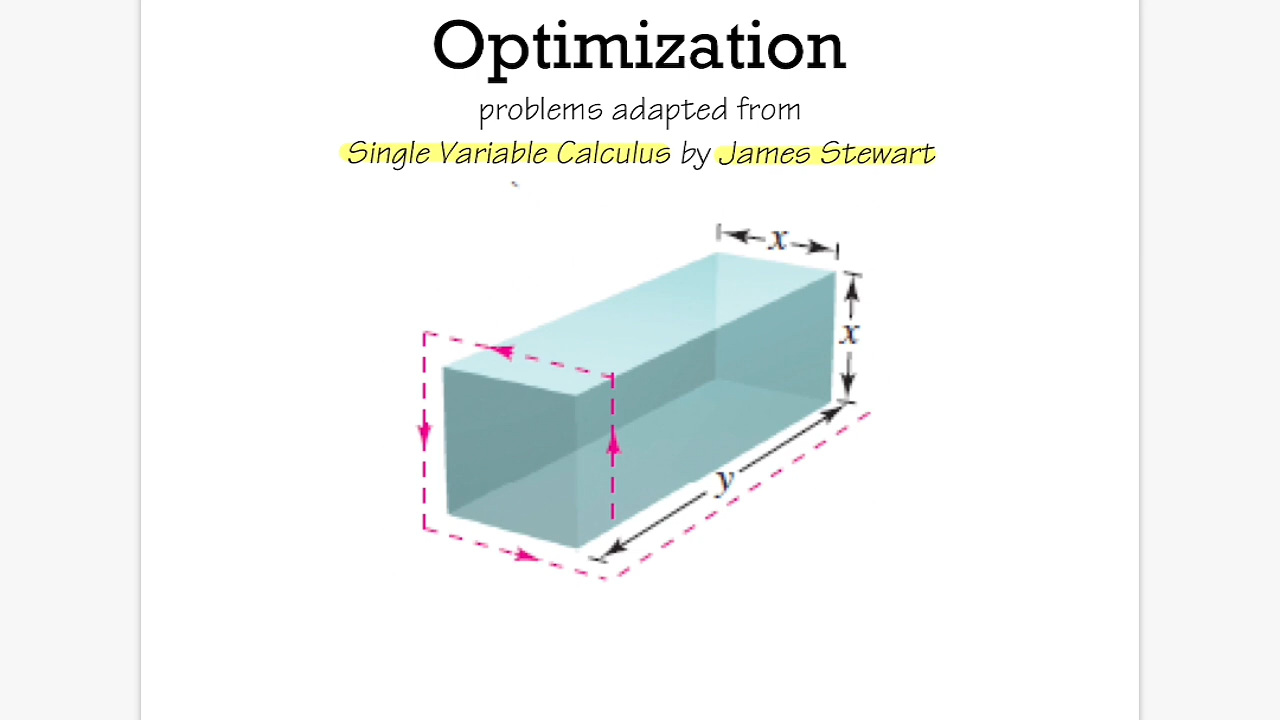 Optimization
problems adapted from
Single Variable Calculus by James Stewart
x
x
y